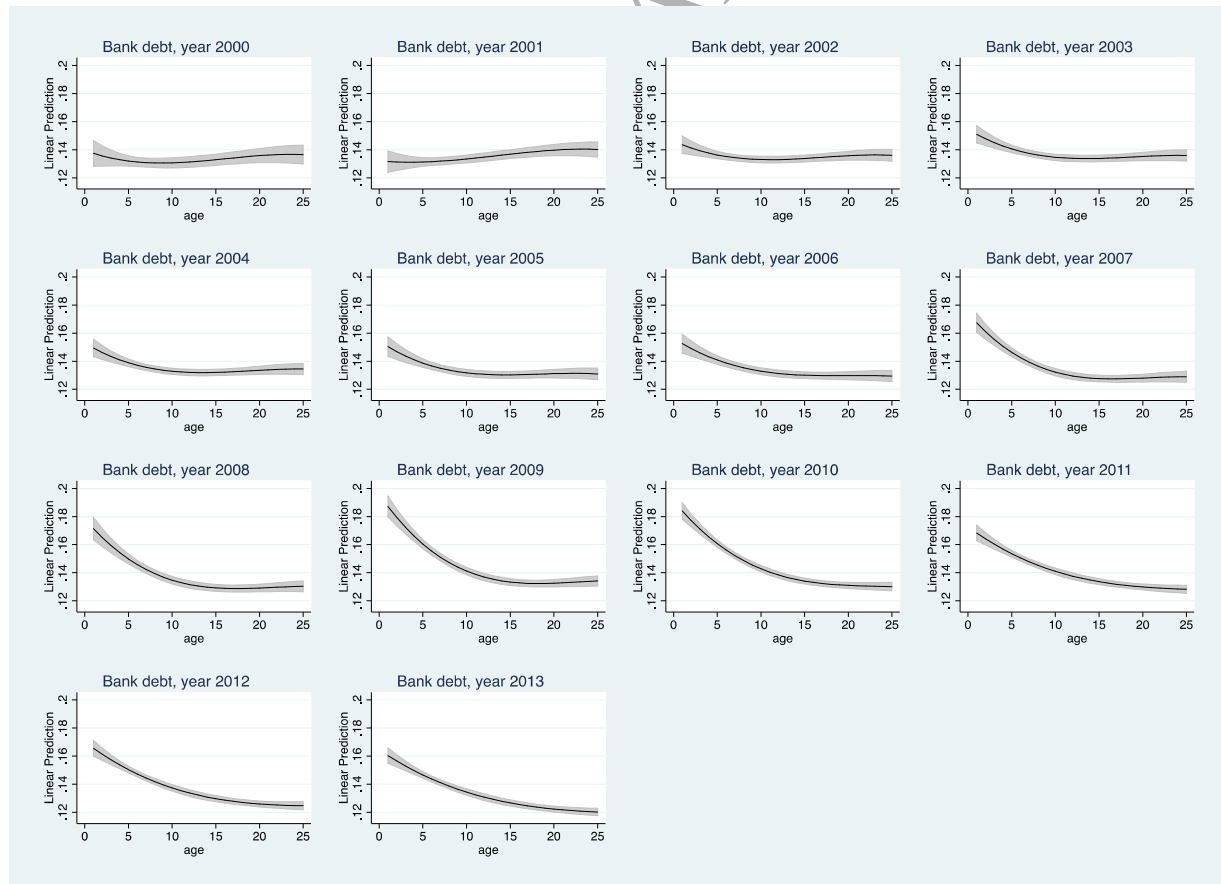 Bank debt, year 2000
Linear Prediction
.12 .14 .16 .18 .2
0 5 10 15 20 25
age
Bank debt, year 2001
Linear Prediction
.12 .14 .16 .18 .2
0 5 10 15 20 25
age
Bank debt, year 2002
Linear Prediction
.12 .14 .16 .18 .2
0 5 10 15 20 25
age
Bank debt, year 2003
Linear Prediction
.12 .14 .16 .18 .2
0 5 10 15 20 25
age
Bank debt, year 2004
Linear Prediction
.12 .14 .16 .18 .2
0 5 10 15 20 25
age
Bank debt, year 2005
Linear Prediction
.12 .14 .16 .18 .2
0 5 10 15 20 25
age
Bank debt, year 2006
Linear Prediction
.12 .14 .16 .18 .2
0 5 10 15 20 25
age
Bank debt, year 2007
Linear Prediction
.12 .14 .16 .18 .2
0 5 10 15 20 25
age
Bank debt, year 2008
Linear Prediction
.12 .14 .16 .18 .2
0 5 10 15 20 25
age
Bank debt, year 2009
Linear Prediction
.12 .14 .16 .18 .2
0 5 10 15 20 25
age
Bank debt, year 2010
Linear Prediction
.12 .14 .16 .18 .2
0 5 10 15 20 25
age
Bank debt, year 2011
Linear Prediction
.12 .14 .16 .18 .2
0 5 10 15 20 25
age
Bank debt, year 2012
Linear Prediction
.12 .14 .16 .18 .2
0 5 10 15 20 25
age
Bank debt, year 2013
Linear Prediction
.12 .14 .16 .18 .2
0 5 10 15 20 25
age